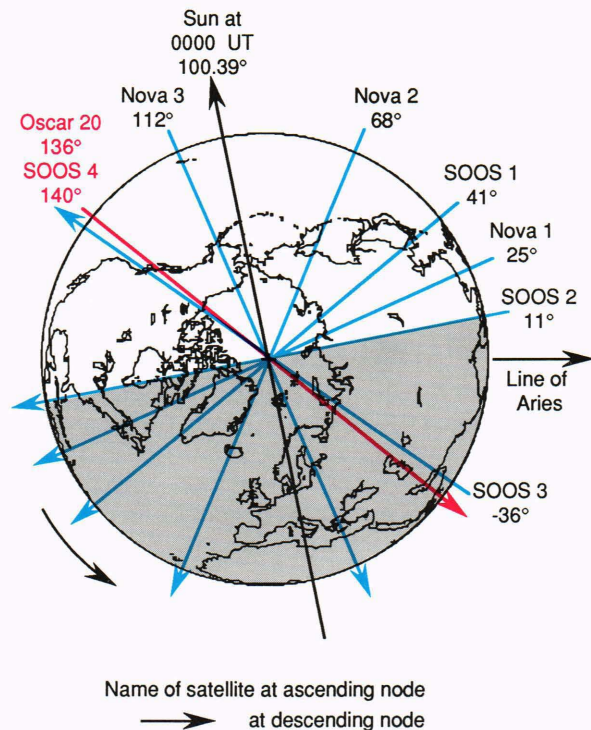 Sun at
0000 UT
100.39°
Nova 3
112°
Nova 2
68°
Oscar 20
136°
SOOS 4
140°
SOOS 1
41°
Nova 1
25°
SOOS 2
11°
Line of
Aries
SOOS 3
-36°
Name of satellite at ascending node
at descending node